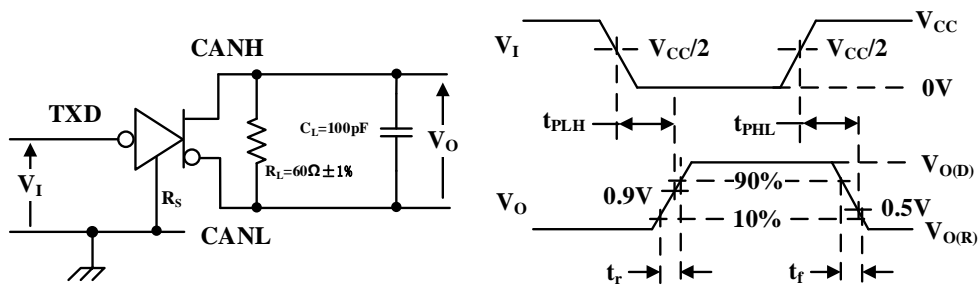 CANH
TXD
C_L=100pF
V_O
V_I
R_L=60Ω±1%
R_S
CANL
V_CC
V_I
V_CC/2
V_CC/2
0V
t_PLH
t_PHL
V_O(D)
0.9V
90%
V_O
10%
0.5V
V_O(R)
t_r
t_f